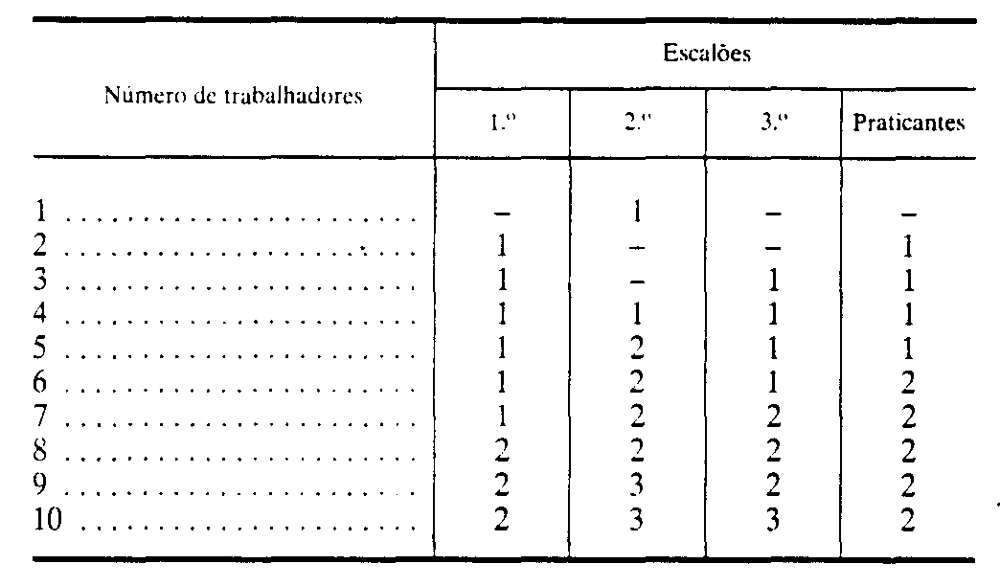 Escalões
Número de trabalhadores
1.º 2.º 3.º Praticantes
1 ........................ – 1 – –
2 ........................ 1 – – 1
3 ........................ 1 – 1 1
4 ........................ 1 1 1 1
5 ........................ 1 2 1 1
6 ........................ 1 2 1 2
7 ........................ 1 2 2 2
8 ........................ 2 2 2 2
9 ........................ 2 3 2 2
10 ....................... 2 3 3 2